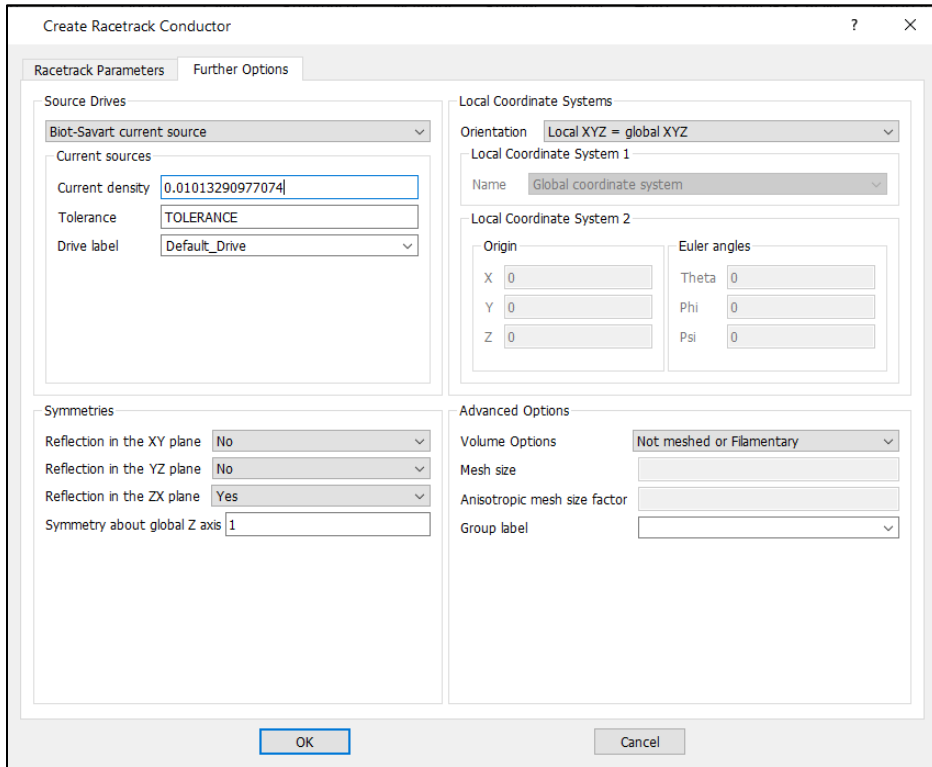 Create Racetrack Conductor
?
Racetrack Parameters
Further Options
Source Drives
Biot-Savart current source
Current sources
Current density 0.01013290977074
Tolerance TOLERANCE
Drive label Default_Drive
Local Coordinate Systems
Orientation Local XYZ = global XYZ
Local Coordinate System 1
Name Global coordinate system
Local Coordinate System 2
Origin
X 0
Y 0
Z 0
Euler angles
Theta 0
Phi 0
Psi 0
Symmetries
Reflection in the XY plane No
Reflection in the YZ plane No
Reflection in the ZX plane Yes
Symmetry about global Z axis 1
Advanced Options
Volume Options Not meshed or Filamentary
Mesh size
Anisotropic mesh size factor
Group label
OK
Cancel